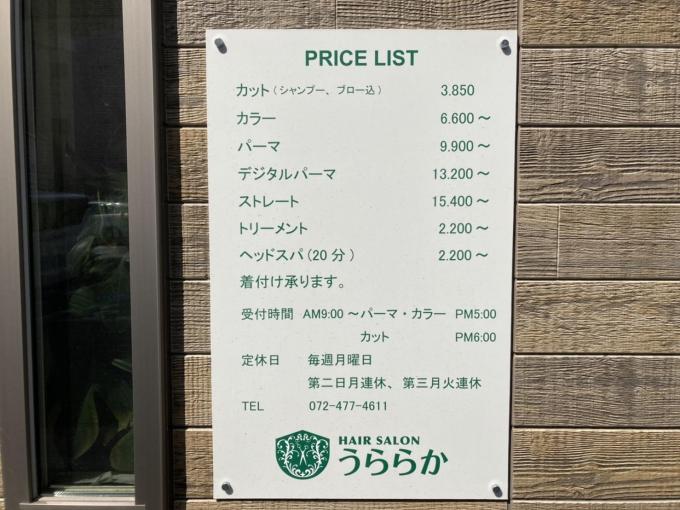 PRICE LIST
カット(シャンプー、ブロー込) 3.850
カラー 6.600～
パーマ 9.900～
デジタルパーマ 13.200～
ストレート 15.400～
トリーメント 2.200～
ヘッドスパ(20分) 2.200～
着付け承ります。
受付時間 AM9:00～パーマ・カラー PM5:00
カット PM6:00
定休日 毎週月曜日
第二日月連休、第三月火連休
TEL 072-477-4611
HAIR SALON
うららか